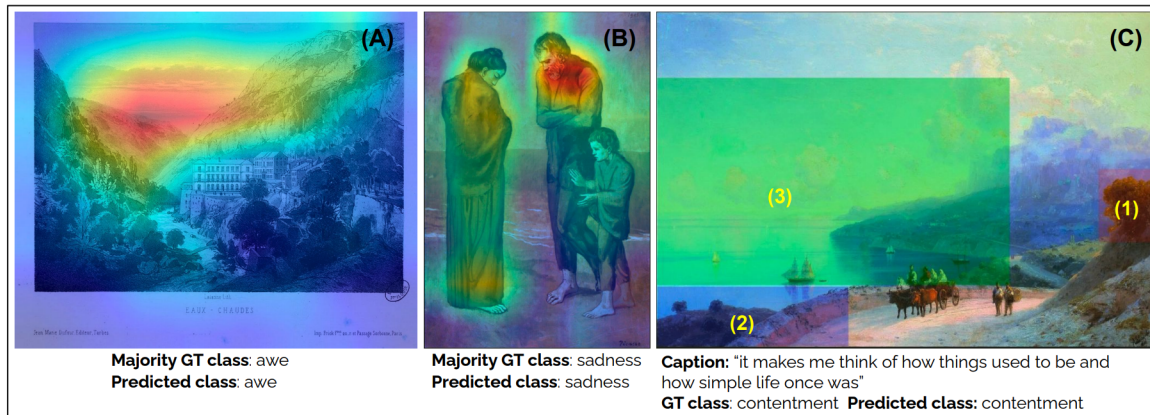 (A)
(B)
(C)
(3)
(1)
(2)
EAUX-CHAUDES
Majority GT class: awe
Predicted class: awe
Majority GT class: sadness
Predicted class: sadness
Caption: “it makes me think of how things used to be and
how simple life once was”
GT class: contentment Predicted class: contentment